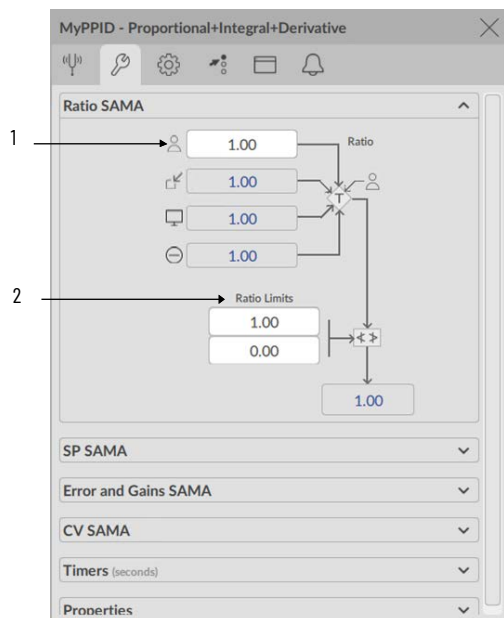 MyPPID - Proportional+Integral+Derivative
Ratio SAMA
1
1.00
Ratio
1.00
T
1.00
1.00
2
Ratio Limits
1.00
0.00
1.00
SP SAMA
Error and Gains SAMA
CV SAMA
Timers (seconds)
Properties